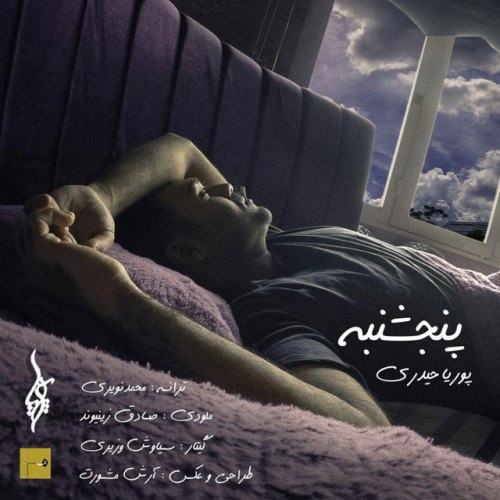 پنجشنبه
پوریا حیدری
ترانه : محمد نویری
ملودی : صادق زینیوند
گیتار : سیاوش وزیری
طراحی و عکس : آرش مشورت